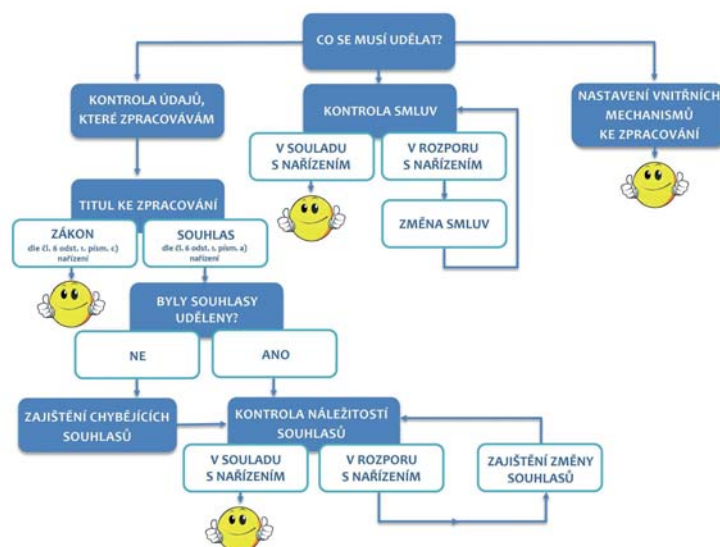 CO SE MUSÍ UDĚLAT?
KONTROLA ÚDAJŮ,
KTERÉ ZPRACOVÁVÁM
KONTROLA SMLUV
NASTAVENÍ VNITŘNÍCH
MECHANISMŮ
KE ZPRACOVÁNÍ
V SOULADU
S NAŘÍZENÍM
V ROZPORU
S NAŘÍZENÍM
TITUL KE ZPRACOVÁNÍ
ZMĚNA SMLUV
ZÁKON
dle čl. 6 odst. 1. písm. c)
nařízení
SOUHLAS
dle čl. 6 odst. 1. písm. a)
nařízení
BYLY SOUHLASY
UDĚLENY?
NE
ANO
ZAJIŠTĚNÍ CHYBĚJÍCÍCH
SOUHLASŮ
KONTROLA NÁLEŽITOSTÍ
SOUHLASŮ
V SOULADU
S NAŘÍZENÍM
V ROZPORU
S NAŘÍZENÍM
ZAJIŠTĚNÍ ZMĚNY
SOUHLASŮ